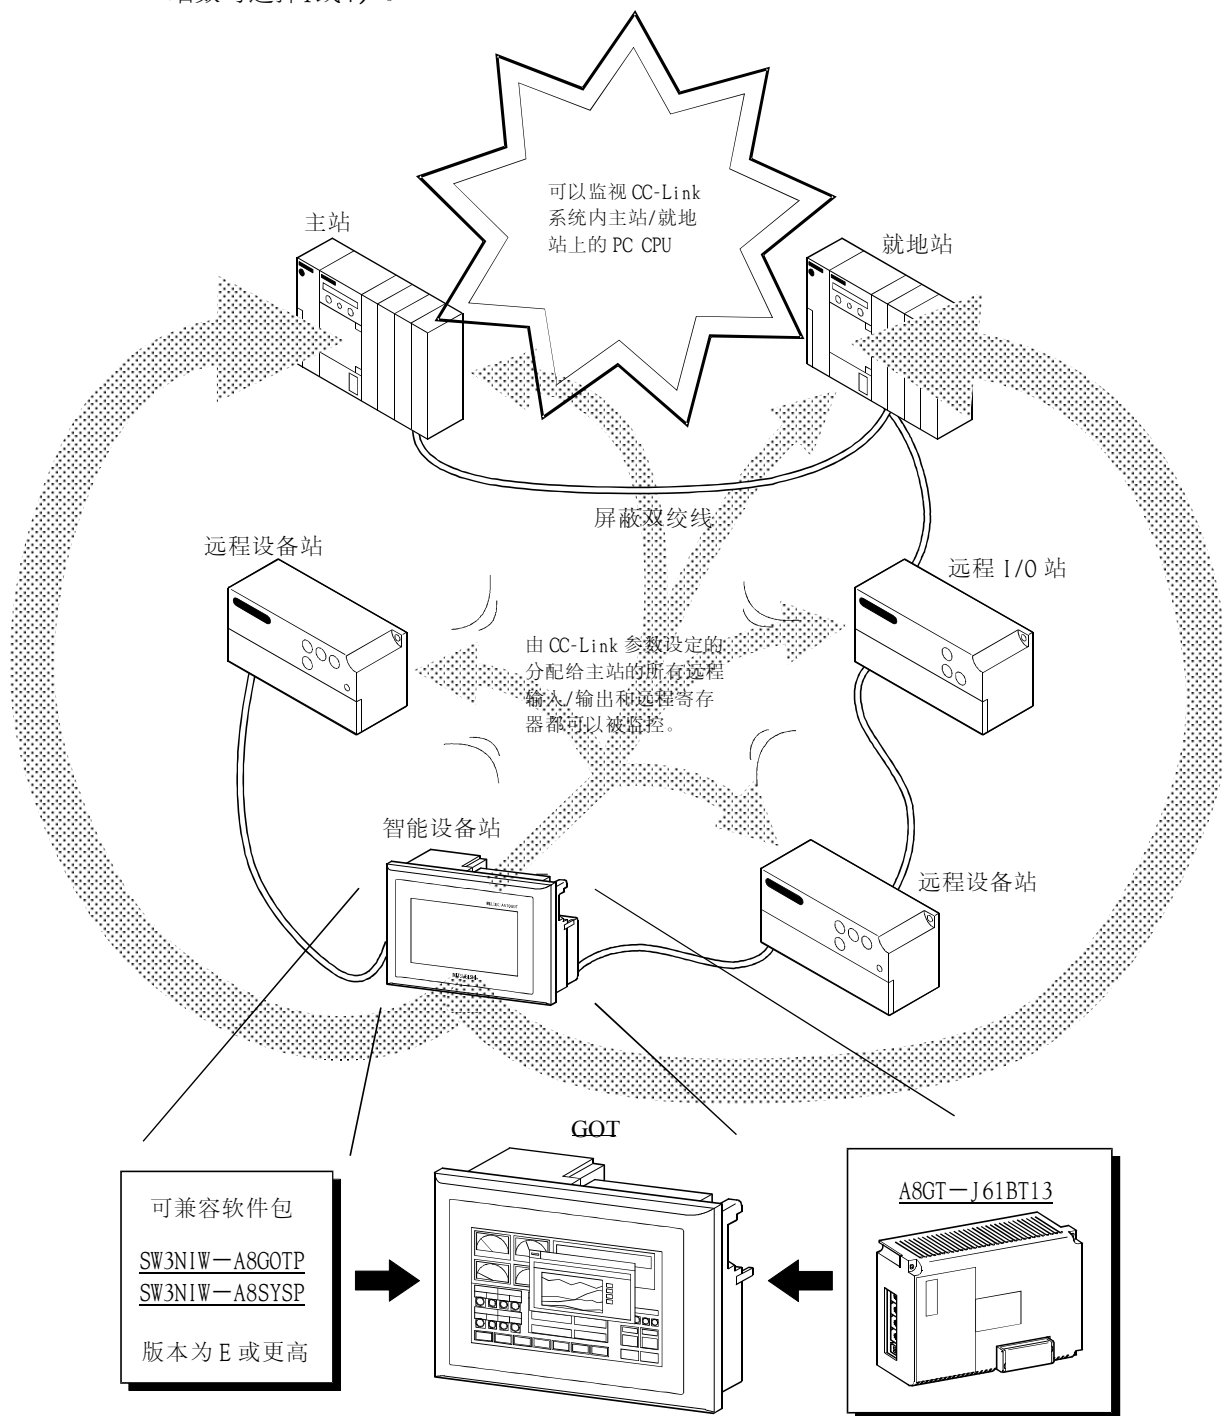 可以监视 CC-Link
系统内主站/就地
站上的 PC CPU
主站
就地站
屏蔽双绞线
远程设备站
远程 I/O 站
由 CC-Link 参数设定的
分配给主站的所有远程
输入/输出和远程寄存
器都可以被监控。
智能设备站
远程设备站
GOT
可兼容软件包
SW3NIW－A8GOTP
SW3NIW－A8SYSP
版本为 E 或更高
A8GT－J61BT13